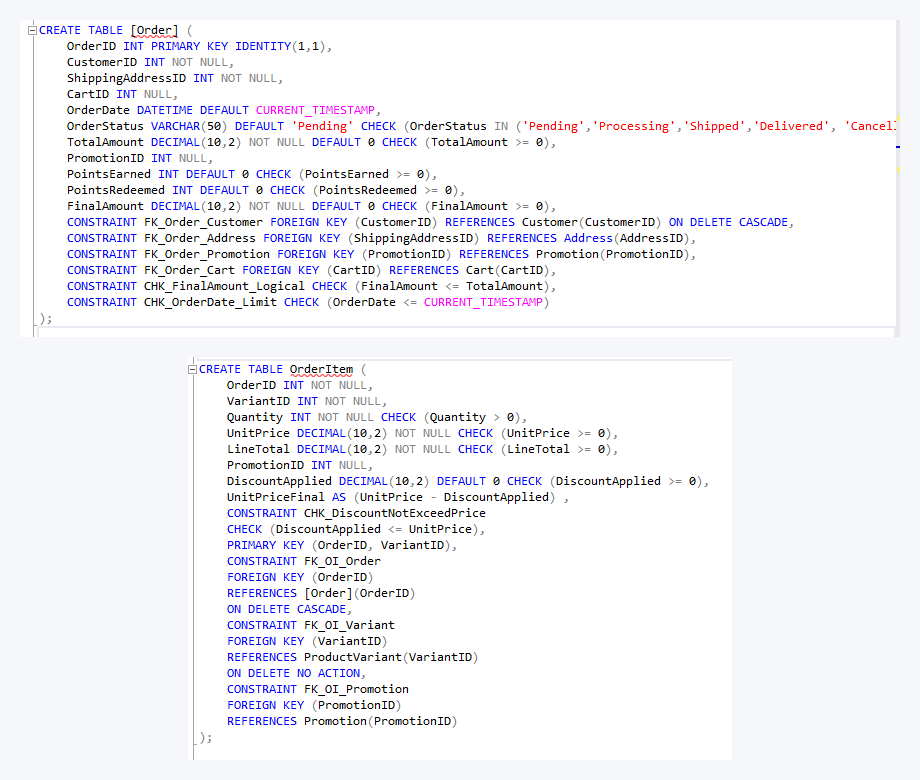 CREATE TABLE [Order] (
OrderID INT PRIMARY KEY IDENTITY(1,1),
CustomerID INT NOT NULL,
ShippingAddressID INT NOT NULL,
CartID INT NULL,
OrderDate DATETIME DEFAULT CURRENT_TIMESTAMP,
OrderStatus VARCHAR(50) DEFAULT 'Pending' CHECK (OrderStatus IN ('Pending','Processing','Shipped','Delivered', 'Cancell
TotalAmount DECIMAL(10,2) NOT NULL DEFAULT 0 CHECK (TotalAmount >= 0),
PromotionID INT NULL,
PointsEarned INT DEFAULT 0 CHECK (PointsEarned >= 0),
PointsRedeemed INT DEFAULT 0 CHECK (PointsRedeemed >= 0),
FinalAmount DECIMAL(10,2) NOT NULL DEFAULT 0 CHECK (FinalAmount >= 0),
CONSTRAINT FK_Order_Customer FOREIGN KEY (CustomerID) REFERENCES Customer(CustomerID) ON DELETE CASCADE,
CONSTRAINT FK_Order_Address FOREIGN KEY (ShippingAddressID) REFERENCES Address(AddressID),
CONSTRAINT FK_Order_Promotion FOREIGN KEY (PromotionID) REFERENCES Promotion(PromotionID),
CONSTRAINT FK_Order_Cart FOREIGN KEY (CartID) REFERENCES Cart(CartID),
CONSTRAINT CHK_FinalAmount_Logical CHECK (FinalAmount <= TotalAmount),
CONSTRAINT CHK_OrderDate_Limit CHECK (OrderDate <= CURRENT_TIMESTAMP)
);
CREATE TABLE OrderItem (
OrderID INT NOT NULL,
VariantID INT NOT NULL,
Quantity INT NOT NULL CHECK (Quantity > 0),
UnitPrice DECIMAL(10,2) NOT NULL CHECK (UnitPrice >= 0),
LineTotal DECIMAL(10,2) NOT NULL CHECK (LineTotal >= 0),
PromotionID INT NULL,
DiscountApplied DECIMAL(10,2) DEFAULT 0 CHECK (DiscountApplied >= 0),
UnitPriceFinal AS (UnitPrice - DiscountApplied) ,
CONSTRAINT CHK_DiscountNotExceedPrice
CHECK (DiscountApplied <= UnitPrice),
PRIMARY KEY (OrderID, VariantID),
CONSTRAINT FK_OI_Order
FOREIGN KEY (OrderID)
REFERENCES [Order](OrderID)
ON DELETE CASCADE,
CONSTRAINT FK_OI_Variant
FOREIGN KEY (VariantID)
REFERENCES ProductVariant(VariantID)
ON DELETE NO ACTION,
CONSTRAINT FK_OI_Promotion
FOREIGN KEY (PromotionID)
REFERENCES Promotion(PromotionID)
);